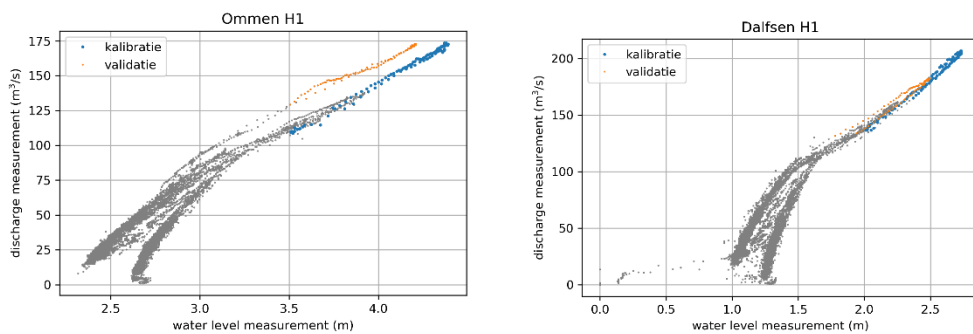 Ommen H1
kalibratie
validatie
discharge measurement (m³/s)
175
150
125
100
75
50
25
0
2.5
3.0
3.5
4.0
water level measurement (m)
Dalfsen H1
kalibratie
validatie
discharge measurement (m³/s)
200
150
100
50
0
0.0
0.5
1.0
1.5
2.0
2.5
water level measurement (m)